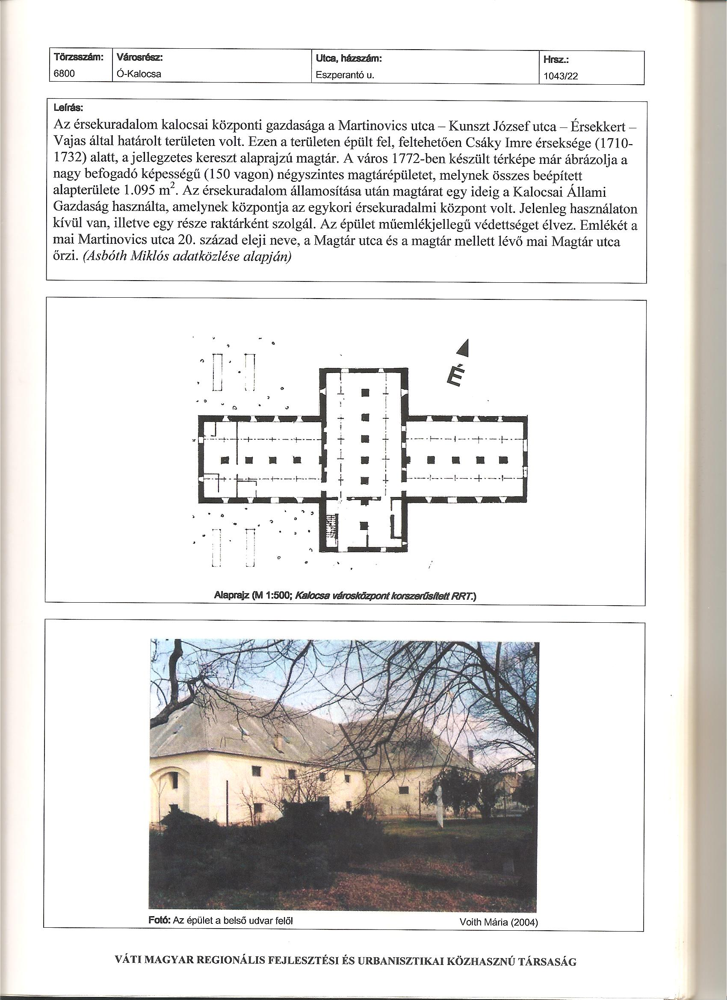 Törzsszám: Városrész: Utca, házszám: Hrsz.:
6800 Ó-Kalocsa Eszperantó u. 1043/22
Leírás:
Az érsekuradalom kalocsai központi gazdasága a Martinovics utca – Kunszt József utca – Érsekkert –
Vajas által határolt területen volt. Ezen a területen épült fel, feltehetően Csáky Imre érseksége (1710-
1732) alatt, a jellegzetes kereszt alaprajzú magtár. A város 1772-ben készült térképe már ábrázolja a
nagy befogadó képességű (150 vagon) négyszintes magtárépületet, melynek összes beépített
alapterülete 1.095 m². Az érsekuradalom államosítása után magtárat egy ideig a Kalocsai Állami
Gazdaság használta, amelynek központja az egykori érsekuradalmi központ volt. Jelenleg használaton
kívül van, illetve egy része raktárként szolgál. Az épület műemlékjellegű védettséget élvez. Emlékét a
mai Martinovics utca 20. század eleji neve, a Magtár utca és a magtár mellett lévő mai Magtár utca
őrzi. (Asbóth Miklós adatközlése alapján)
É
Alaprajz (M 1:500; Kalocsa városközpont korszerűsített RRT.)
Fotó: Az épület a belső udvar felől Voith Mária (2004)
VÁTI MAGYAR REGIONÁLIS FEJLESZTÉSI ÉS URBANISZTIKAI KÖZHASZNÚ TÁRSASÁG